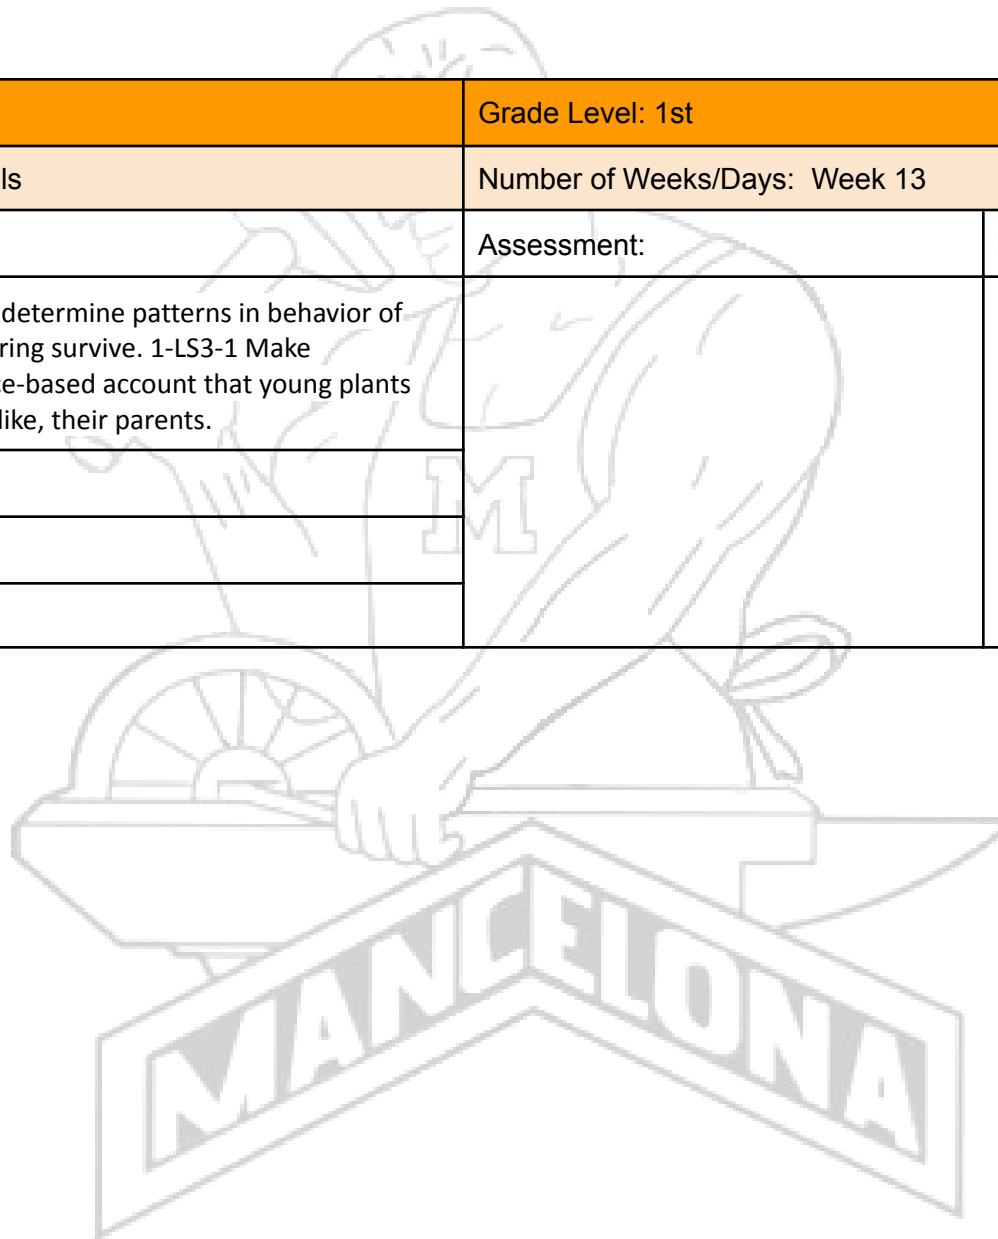 Grade Level: 1st
ls
Number of Weeks/Days: Week 13
Assessment:
determine patterns in behavior of
ring survive. 1-LS3-1 Make
ce-based account that young plants
like, their parents.
M
MANCELONA